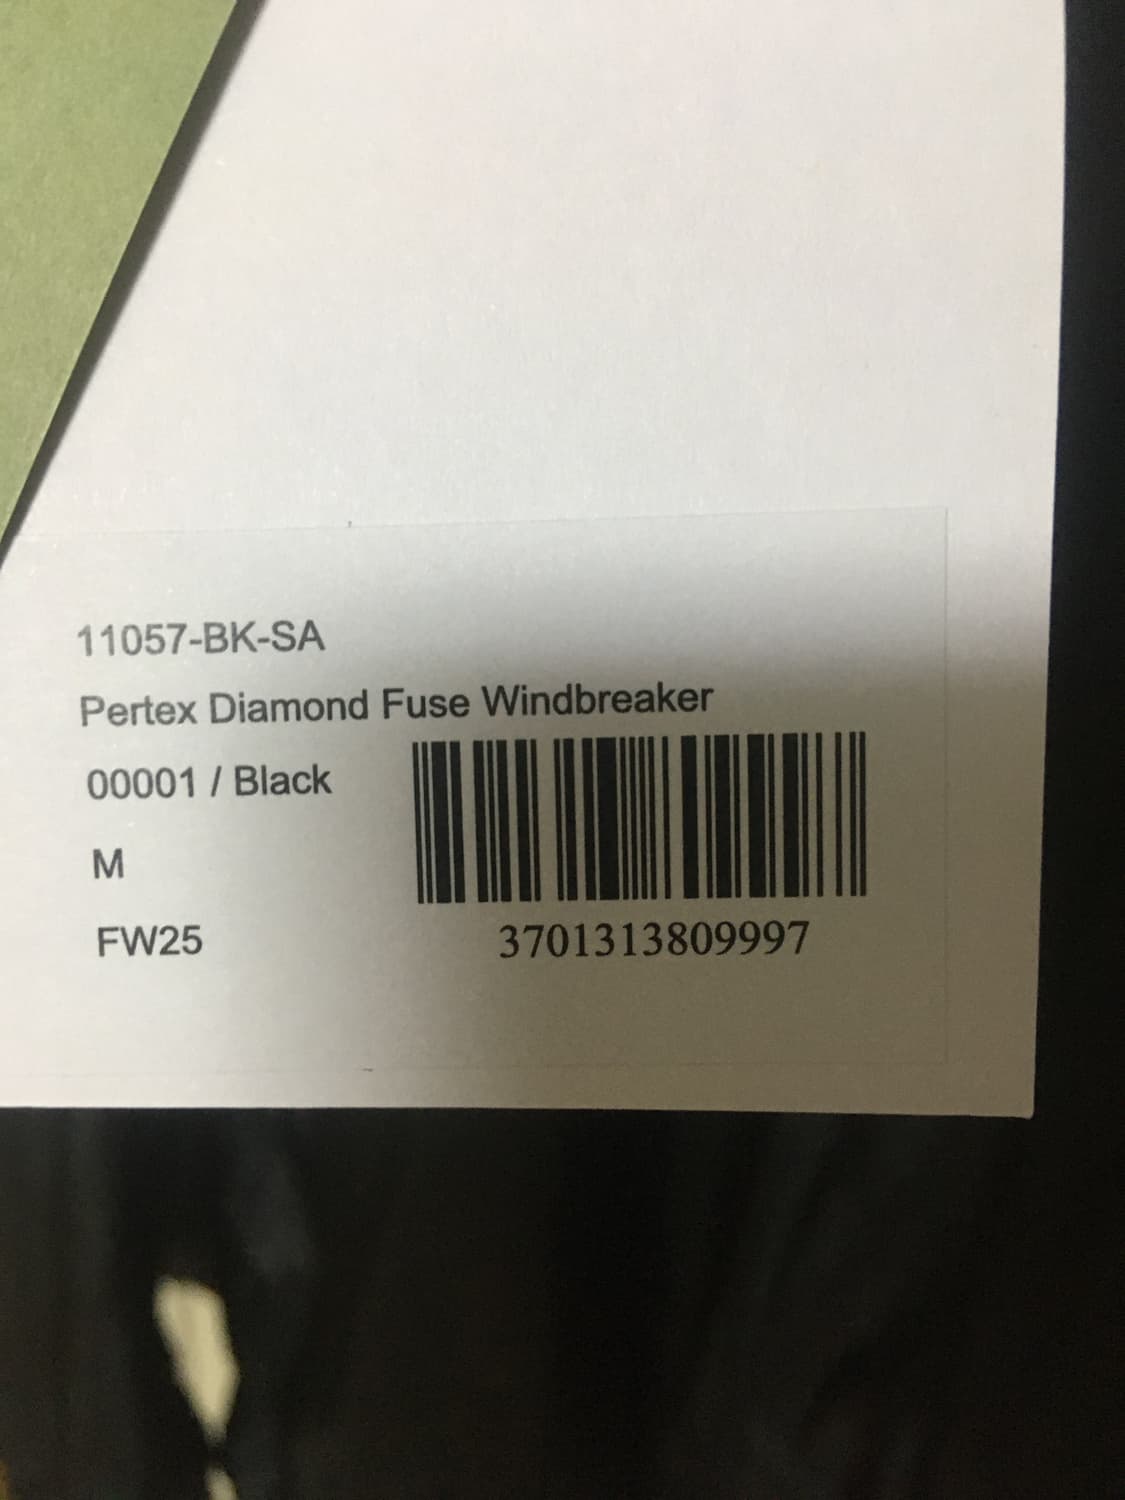 11057-BK-SA
Pertex Diamond Fuse Windbreaker
00001 / Black
M
FW25
3701313809997